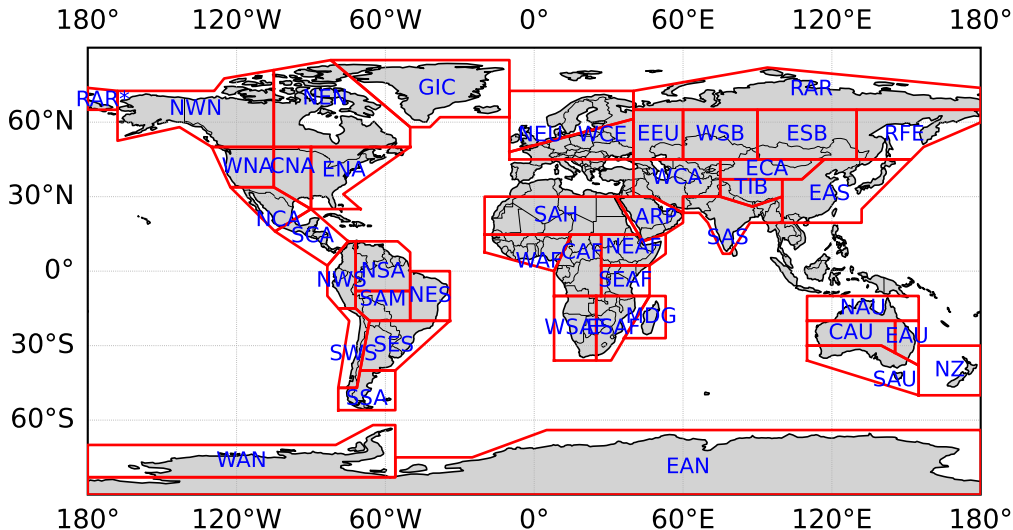 180° 120°W 60°W 0° 60°E 120°E 180°
GIC
RAR
RAR*
NWN
NEN
60°N
NEU
WCE
EEU
WSB
ESB
RFE
WNA
CNA
ENA
WCA
ECA
TIB
EAS
30°N
NCA
SCA
SAH
ARP
SAS
WAF
CAF
NEAF
0°
NWS
NSA
SEAF
SAM
NES
NAU
WSAF
ESAF
MDG
CAU
EAU
30°S
SWS
SES
NZ
SAU
SSA
60°S
WAN
EAN
180° 120°W 60°W 0° 60°E 120°E 180°